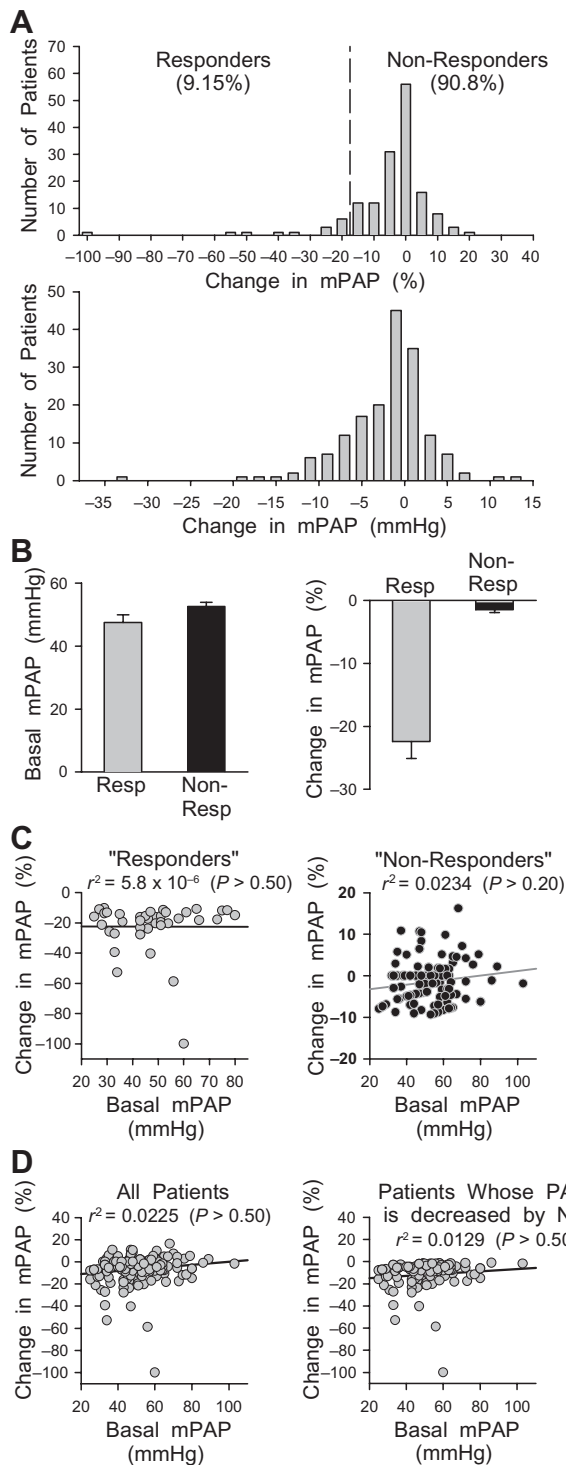 A
Responders
(9.15%)
Non-Responders
(90.8%)
Number of Patients
70
60
50
40
30
20
10
0
−100 −90 −80 −70 −60 −50 −40 −30 −20 −10 0 10 20 30 40
Change in mPAP (%)
Number of Patients
50
40
30
20
10
0
−35 −30 −25 −20 −15 −10 −5 0 5 10 15
Change in mPAP (mmHg)
B
Basal mPAP (mmHg)
60
40
20
0
Resp
Non-
Resp
Change in mPAP (%)
Resp
Non-
Resp
0
−10
−20
−30
C
"Responders"
r² = 5.8 x 10⁻⁶ (P > 0.50)
Change in mPAP (%)
0
−20
−40
−60
−80
−100
20 30 40 50 60 70 80
Basal mPAP
(mmHg)
"Non-Responders"
r² = 0.0234 (P > 0.20)
Change in mPAP (%)
20
10
0
−10
−20
20 40 60 80 100
Basal mPAP
(mmHg)
D
All Patients
r² = 0.0225 (P > 0.50)
Change in mPAP (%)
40
20
0
−20
−40
−60
−80
−100
20 40 60 80 100
Basal mPAP
(mmHg)
Patients Whose PA
is decreased by N
r² = 0.0129 (P > 0.50
Change in mPAP (%)
40
20
0
−20
−40
−60
−80
−100
20 40 60 80 100
Basal mPAP
(mmHg)